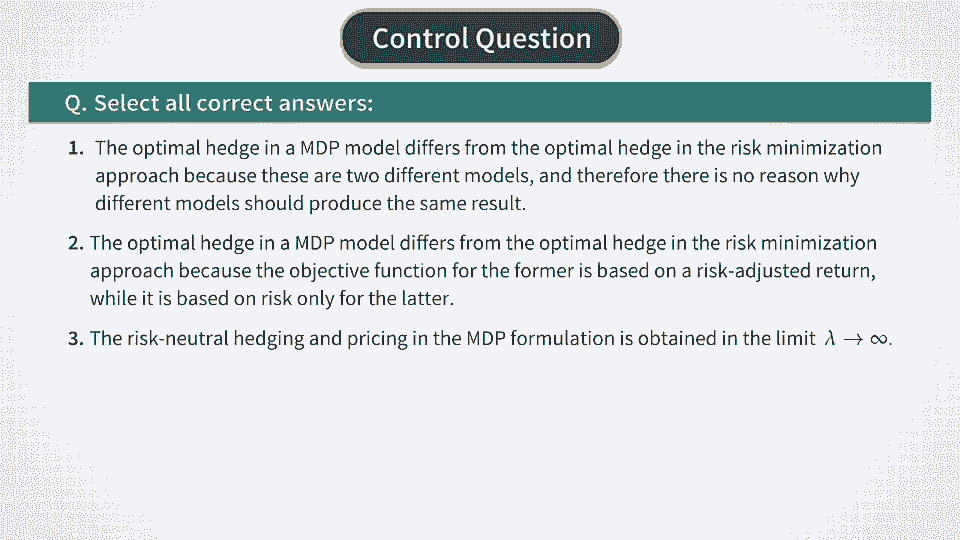 Control Question
Q. Select all correct answers:
1. The optimal hedge in a MDP model differs from the optimal hedge in the risk minimization
approach because these are two different models, and therefore there is no reason why
different models should produce the same result.
2. The optimal hedge in a MDP model differs from the optimal hedge in the risk minimization
approach because the objective function for the former is based on a risk-adjusted return,
while it is based on risk only for the latter.
3. The risk-neutral hedging and pricing in the MDP formulation is obtained in the limit λ → ∞.